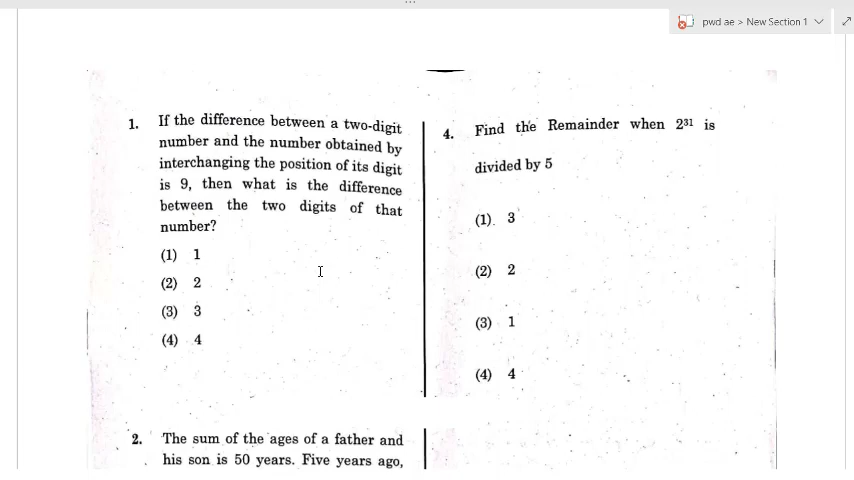 pwd ae > New Section 1
1. If the difference between a two-digit
number and the number obtained by
interchanging the position of its digit
is 9, then what is the difference
between the two digits of that
number?
(1) 1
(2) 2
(3) 3
(4) 4
2. The sum of the ages of a father and
his son is 50 years. Five years ago,
4. Find the Remainder when 2³¹ is
divided by 5
(1) 3
(2) 2
(3) 1
(4) 4